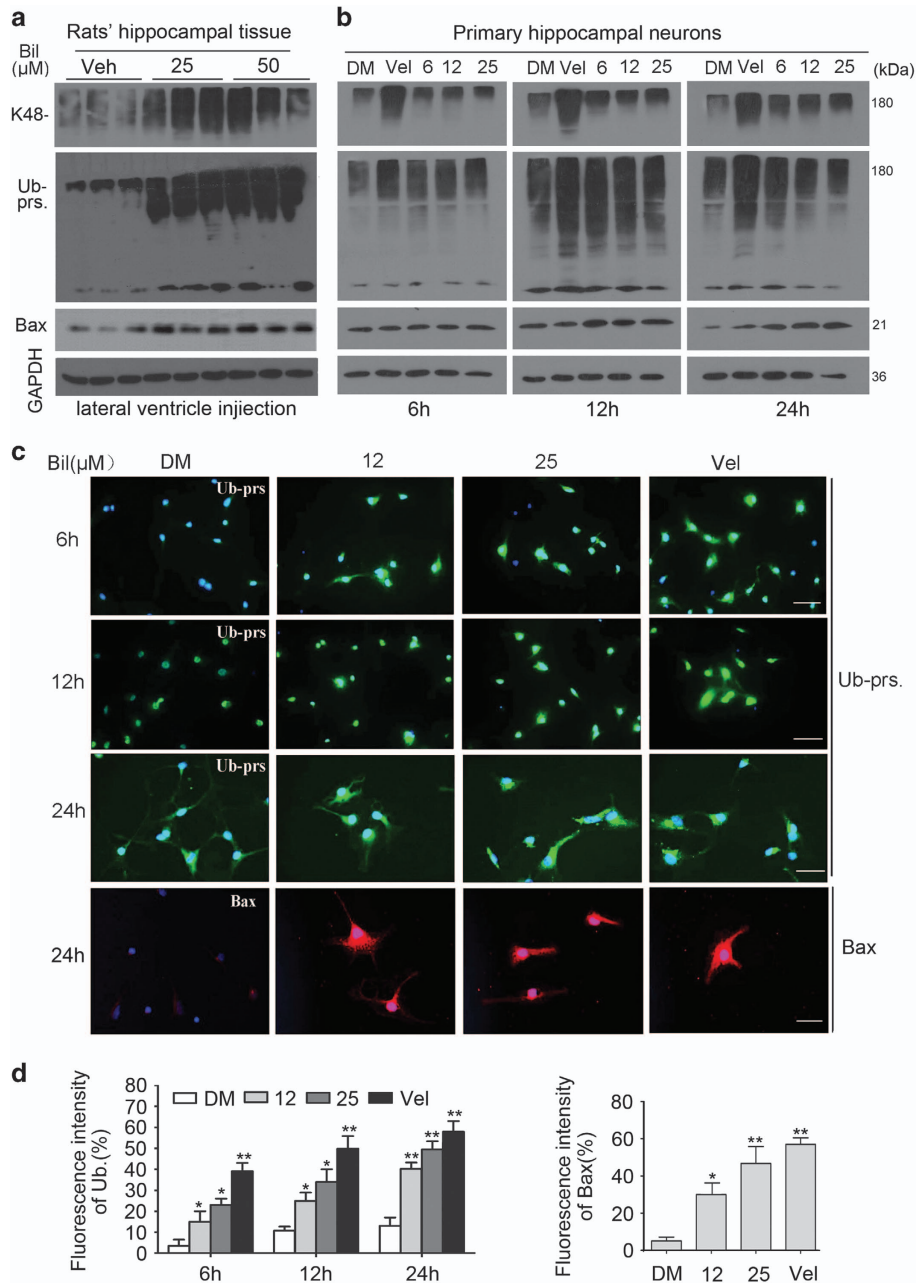 a
Rats' hippocampal tissue
Bil
(µM)
Veh 25 50
K48-
Ub-
prs.
Bax
GAPDH
lateral ventricle injiection
b
Primary hippocampal neurons
DM Vel 6 12 25 DM Vel 6 12 25 DM Vel 6 12 25 (kDa)
180
180
21
36
6h 12h 24h
c
Bil(µM) DM 12 25 Vel
6h Ub-prs
12h Ub-prs
Ub-prs.
24h Ub-prs
24h Bax
Bax
d
Fluorescence intensity
of Ub.(%)
80
70
60
50
40
30
20
10
0
DM 12 25 Vel
* * **
* * **
** ** **
6h 12h 24h
Fluorescence intensity
of Bax(%)
80
60
40
20
0
* ** **
DM 12 25 Vel